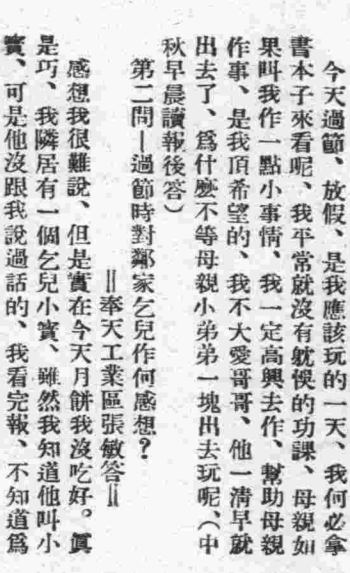 今天過節、放假、是我應該玩的一天、我何必拿
書本子來看呢、我平常就沒有躭悞的功課、母親如
果叫我作一點小事情、我一定高興去作、幫助母親
作事、是我頂希望的、我不大愛哥哥、他一清早就
出去了、爲什麼不等母親小弟弟一塊出去玩呢、(中
秋早晨讀報後答)
第二問—過節時對鄰家乞兒作何感想？
＝奉天工業區張敏答＝
感想我很難說、但是實在今天月餅我沒吃好。眞
是巧、我隣居有一個乞兒小寶、雖然我知道他叫小
寶、可是他沒跟我說過話的、我看完報、不知道爲